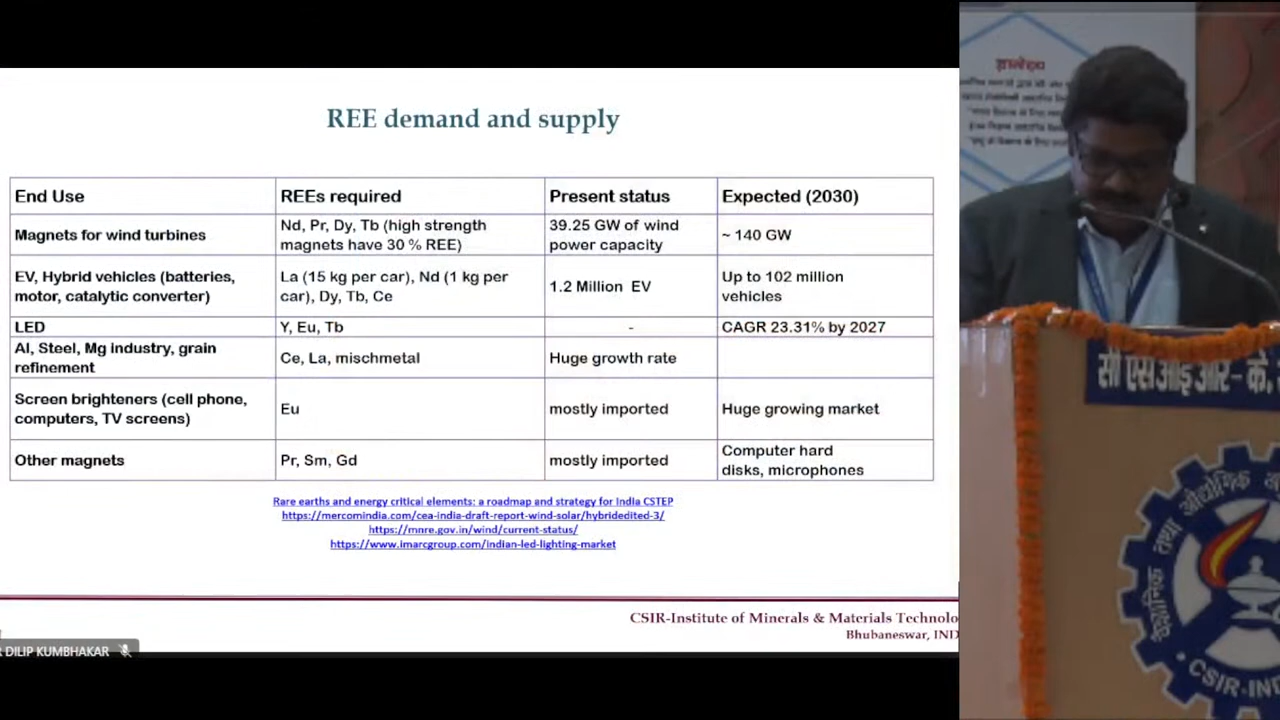 REE demand and supply
End Use REEs required Present status Expected (2030)
Magnets for wind turbines
Nd, Pr, Dy, Tb (high strength
magnets have 30 % REE)
39.25 GW of wind
power capacity
~ 140 GW
EV, Hybrid vehicles (batteries,
motor, catalytic converter)
La (15 kg per car), Nd (1 kg per
car), Dy, Tb, Ce
1.2 Million EV
Up to 102 million
vehicles
LED Y, Eu, Tb - CAGR 23.31% by 2027
Al, Steel, Mg industry, grain
refinement
Ce, La, mischmetal
Huge growth rate
Screen brighteners (cell phone,
computers, TV screens)
Eu
mostly imported
Huge growing market
Other magnets
Pr, Sm, Gd
mostly imported
Computer hard
disks, microphones
Rare earths and energy critical elements: a roadmap and strategy for India CSTEP
https://mercomindia.com/cea-india-draft-report-wind-solar/hybridedited-3/
https://mnre.gov.in/wind/current-status/
https://www.imarcgroup.com/indian-led-lighting-market
CSIR-Institute of Minerals & Materials Technolo
Bhubaneswar, IND
R DILIP KUMBHAKAR
सी एस आई आर- के.
CSIR-IND